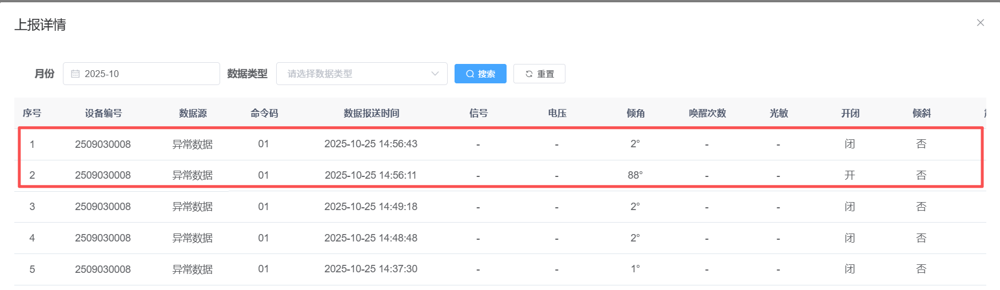 上报详情
月份 2025-10 数据类型 请选择数据类型 搜索 重置
序号 设备编号 数据源 命令码 数据报送时间 信号 电压 倾角 唤醒次数 光敏 开闭 倾斜
1 2509030008 异常数据 01 2025-10-25 14:56:43 - - 2° - - 闭 否
2 2509030008 异常数据 01 2025-10-25 14:56:11 - - 88° - - 开 否
3 2509030008 异常数据 01 2025-10-25 14:49:18 - - 2° - - 闭 否
4 2509030008 异常数据 01 2025-10-25 14:48:48 - - 2° - - 闭 否
5 2509030008 异常数据 01 2025-10-25 14:37:30 - - 1° - - 闭 否